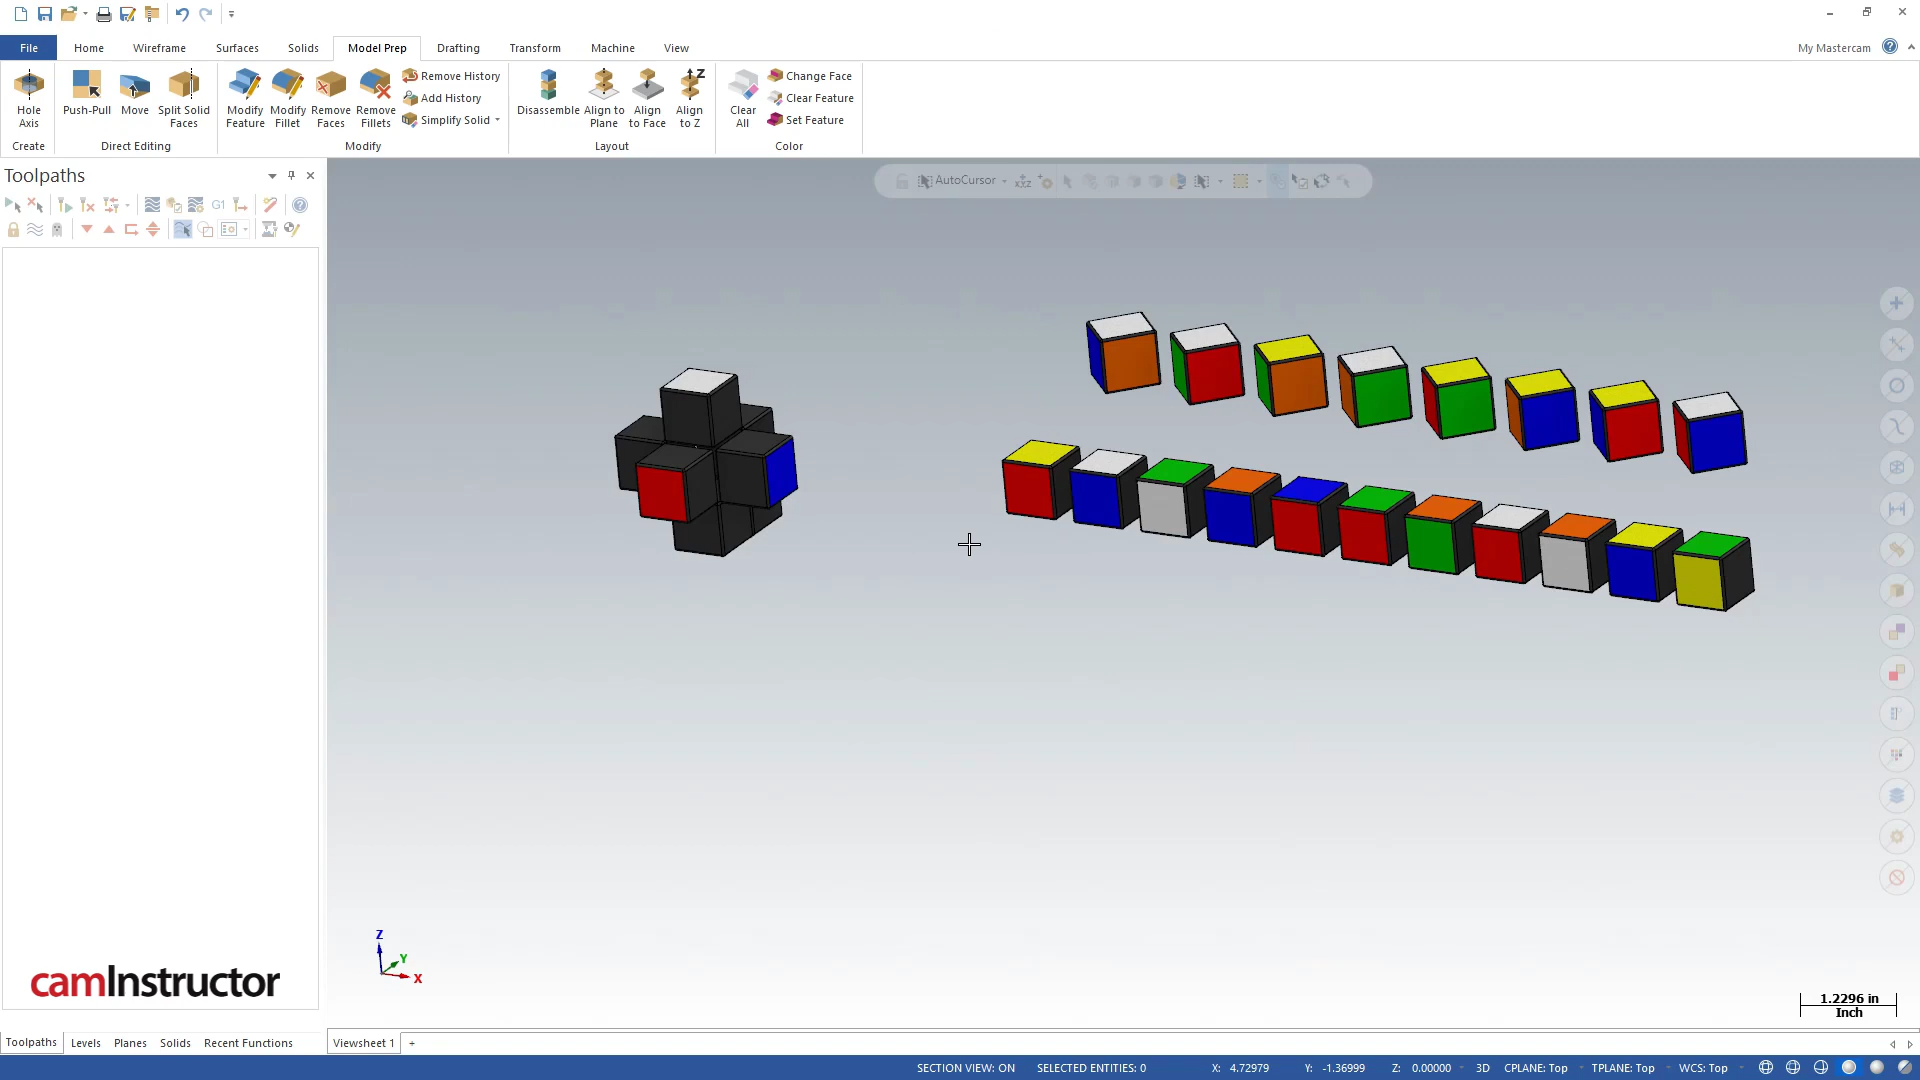 File Home Wireframe Surfaces Solids Model Prep Drafting Transform Machine View My Mastercam
Hole Axis
Push-Pull
Move
Split Solid Faces
Modify Feature
Modify Fillet
Remove Faces
Remove Fillets
Remove History
Add History
Simplify Solid
Disassemble
Align to Plane
Align to Face
Align to Z
Z
Clear All
Change Face
Clear Feature
Set Feature
Create Direct Editing Modify Layout Color
Toolpaths
AutoCursor
XYZ
G1
Z
Y
X
camInstructor
1.2296 in
Inch
Toolpaths Levels Planes Solids Recent Functions
Viewsheet 1 +
SECTION VIEW: ON SELECTED ENTITIES: 0 X: 4.72979 Y: -1.36999 Z: 0.00000 3D CPLANE: Top TPLANE: Top WCS: Top